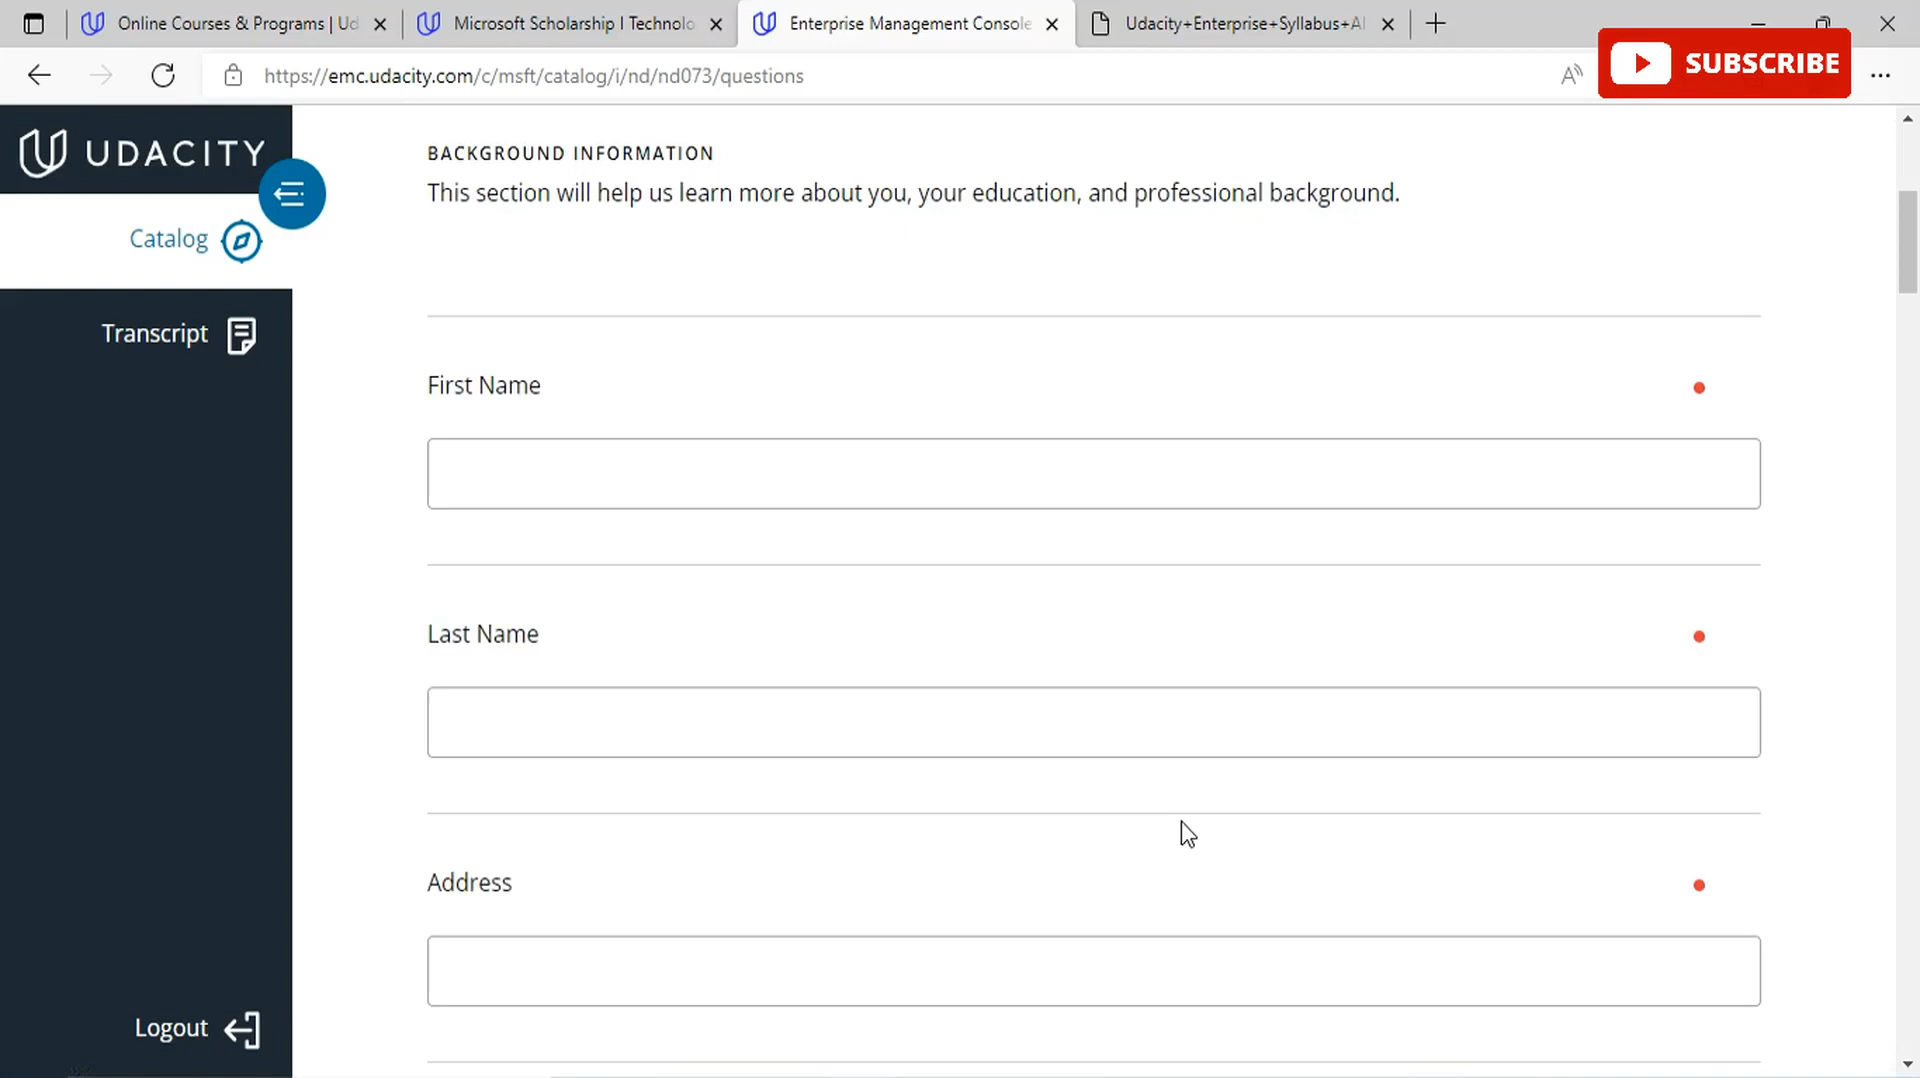 Online Courses & Programs | Ud
Microsoft Scholarship I Technolo
Enterprise Management Console
Udacity+Enterprise+Syllabus+AI
https://emc.udacity.com/c/msft/catalog/i/nd/nd073/questions
SUBSCRIBE
UDACITY
Catalog
Transcript
Logout
BACKGROUND INFORMATION
This section will help us learn more about you, your education, and professional background.
First Name
Last Name
Address